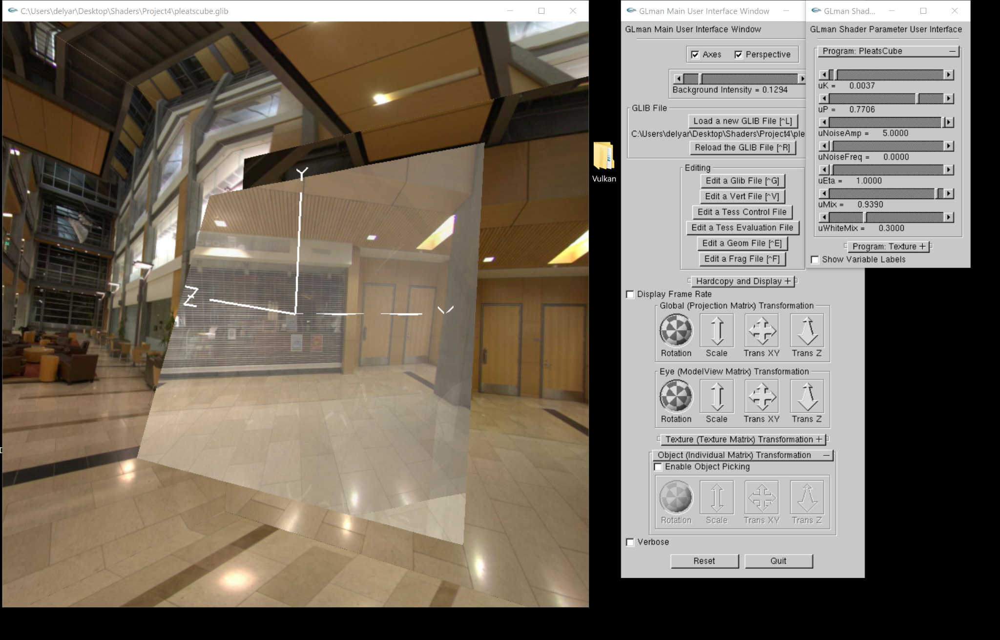 C:\Users\delyar\Desktop\Shaders\Project4\pleatscube.glib
Y
Z
Vulkan
GLman Main User Interface Window
GLman Main User Interface Window
Axes
Perspective
Background Intensity = 0.1294
GLIB File
Load a new GLIB File [^L]
C:\Users\delyar\Desktop\Shaders\Project4\ple
Reload the GLIB File [^R]
Editing
Edit a Glib File [^G]
Edit a Vert File [^V]
Edit a Tess Control File
Edit a Tess Evaluation File
Edit a Geom File [^E]
Edit a Frag File [^F]
Hardcopy and Display +
Display Frame Rate
Global (Projection Matrix) Transformation
Rotation Scale Trans XY Trans Z
Eye (ModelView Matrix) Transformation
Rotation Scale Trans XY Trans Z
Texture (Texture Matrix) Transformation +
Object (Individual Matrix) Transformation −
Enable Object Picking
Rotation Scale Trans XY Trans Z
Verbose
Reset
Quit
GLman Shad...
GLman Shader Parameter User Interface
Program: PleatsCube −
uK = 0.0037
uP = 0.7706
uNoiseAmp = 5.0000
uNoiseFreq = 0.0000
uEta = 1.0000
uMix = 0.9390
uWhiteMix = 0.3000
Program: Texture +
Show Variable Labels